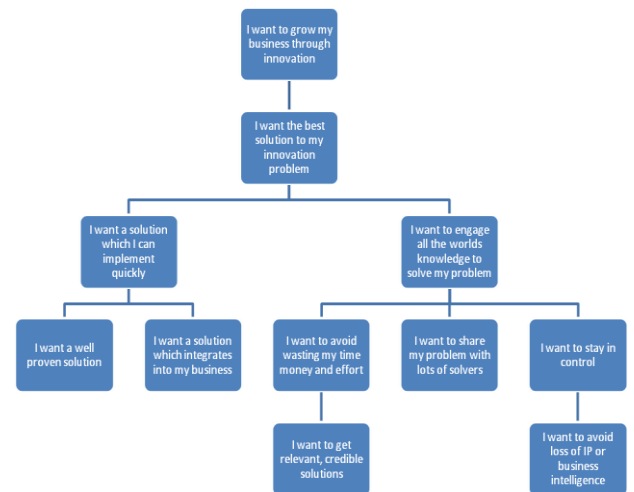 I want to grow my
business through
innovation
I want the best
solution to my
innovation
problem
I want a solution
which I can
implement
quickly
I want to engage
all the worlds
knowledge to
solve my problem
I want a well
proven solution
I want a solution
which integrates
into my business
I want to avoid
wasting my time
money and effort
I want to share
my problem with
lots of solvers
I want to stay in
control
I want to get
relevant, credible
solutions
I want to avoid
loss of IP or
business
intelligence